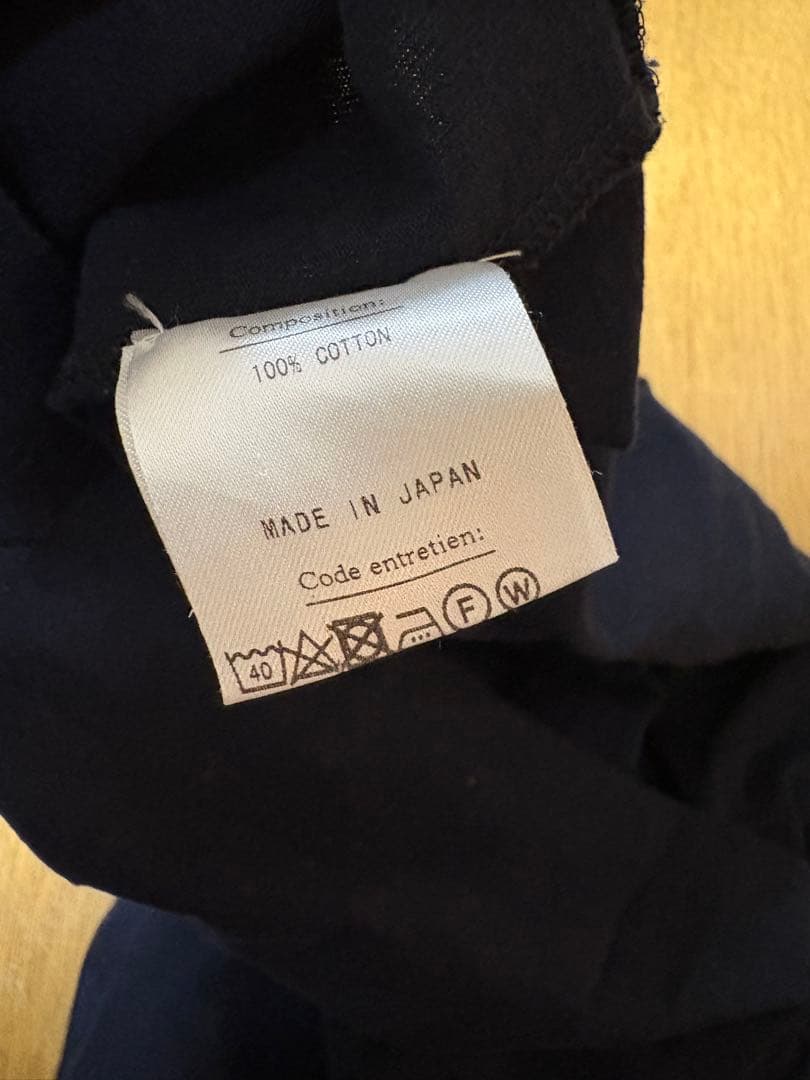 Composition:
100% COTTON
MADE IN JAPAN
Code entretien:
40 F W